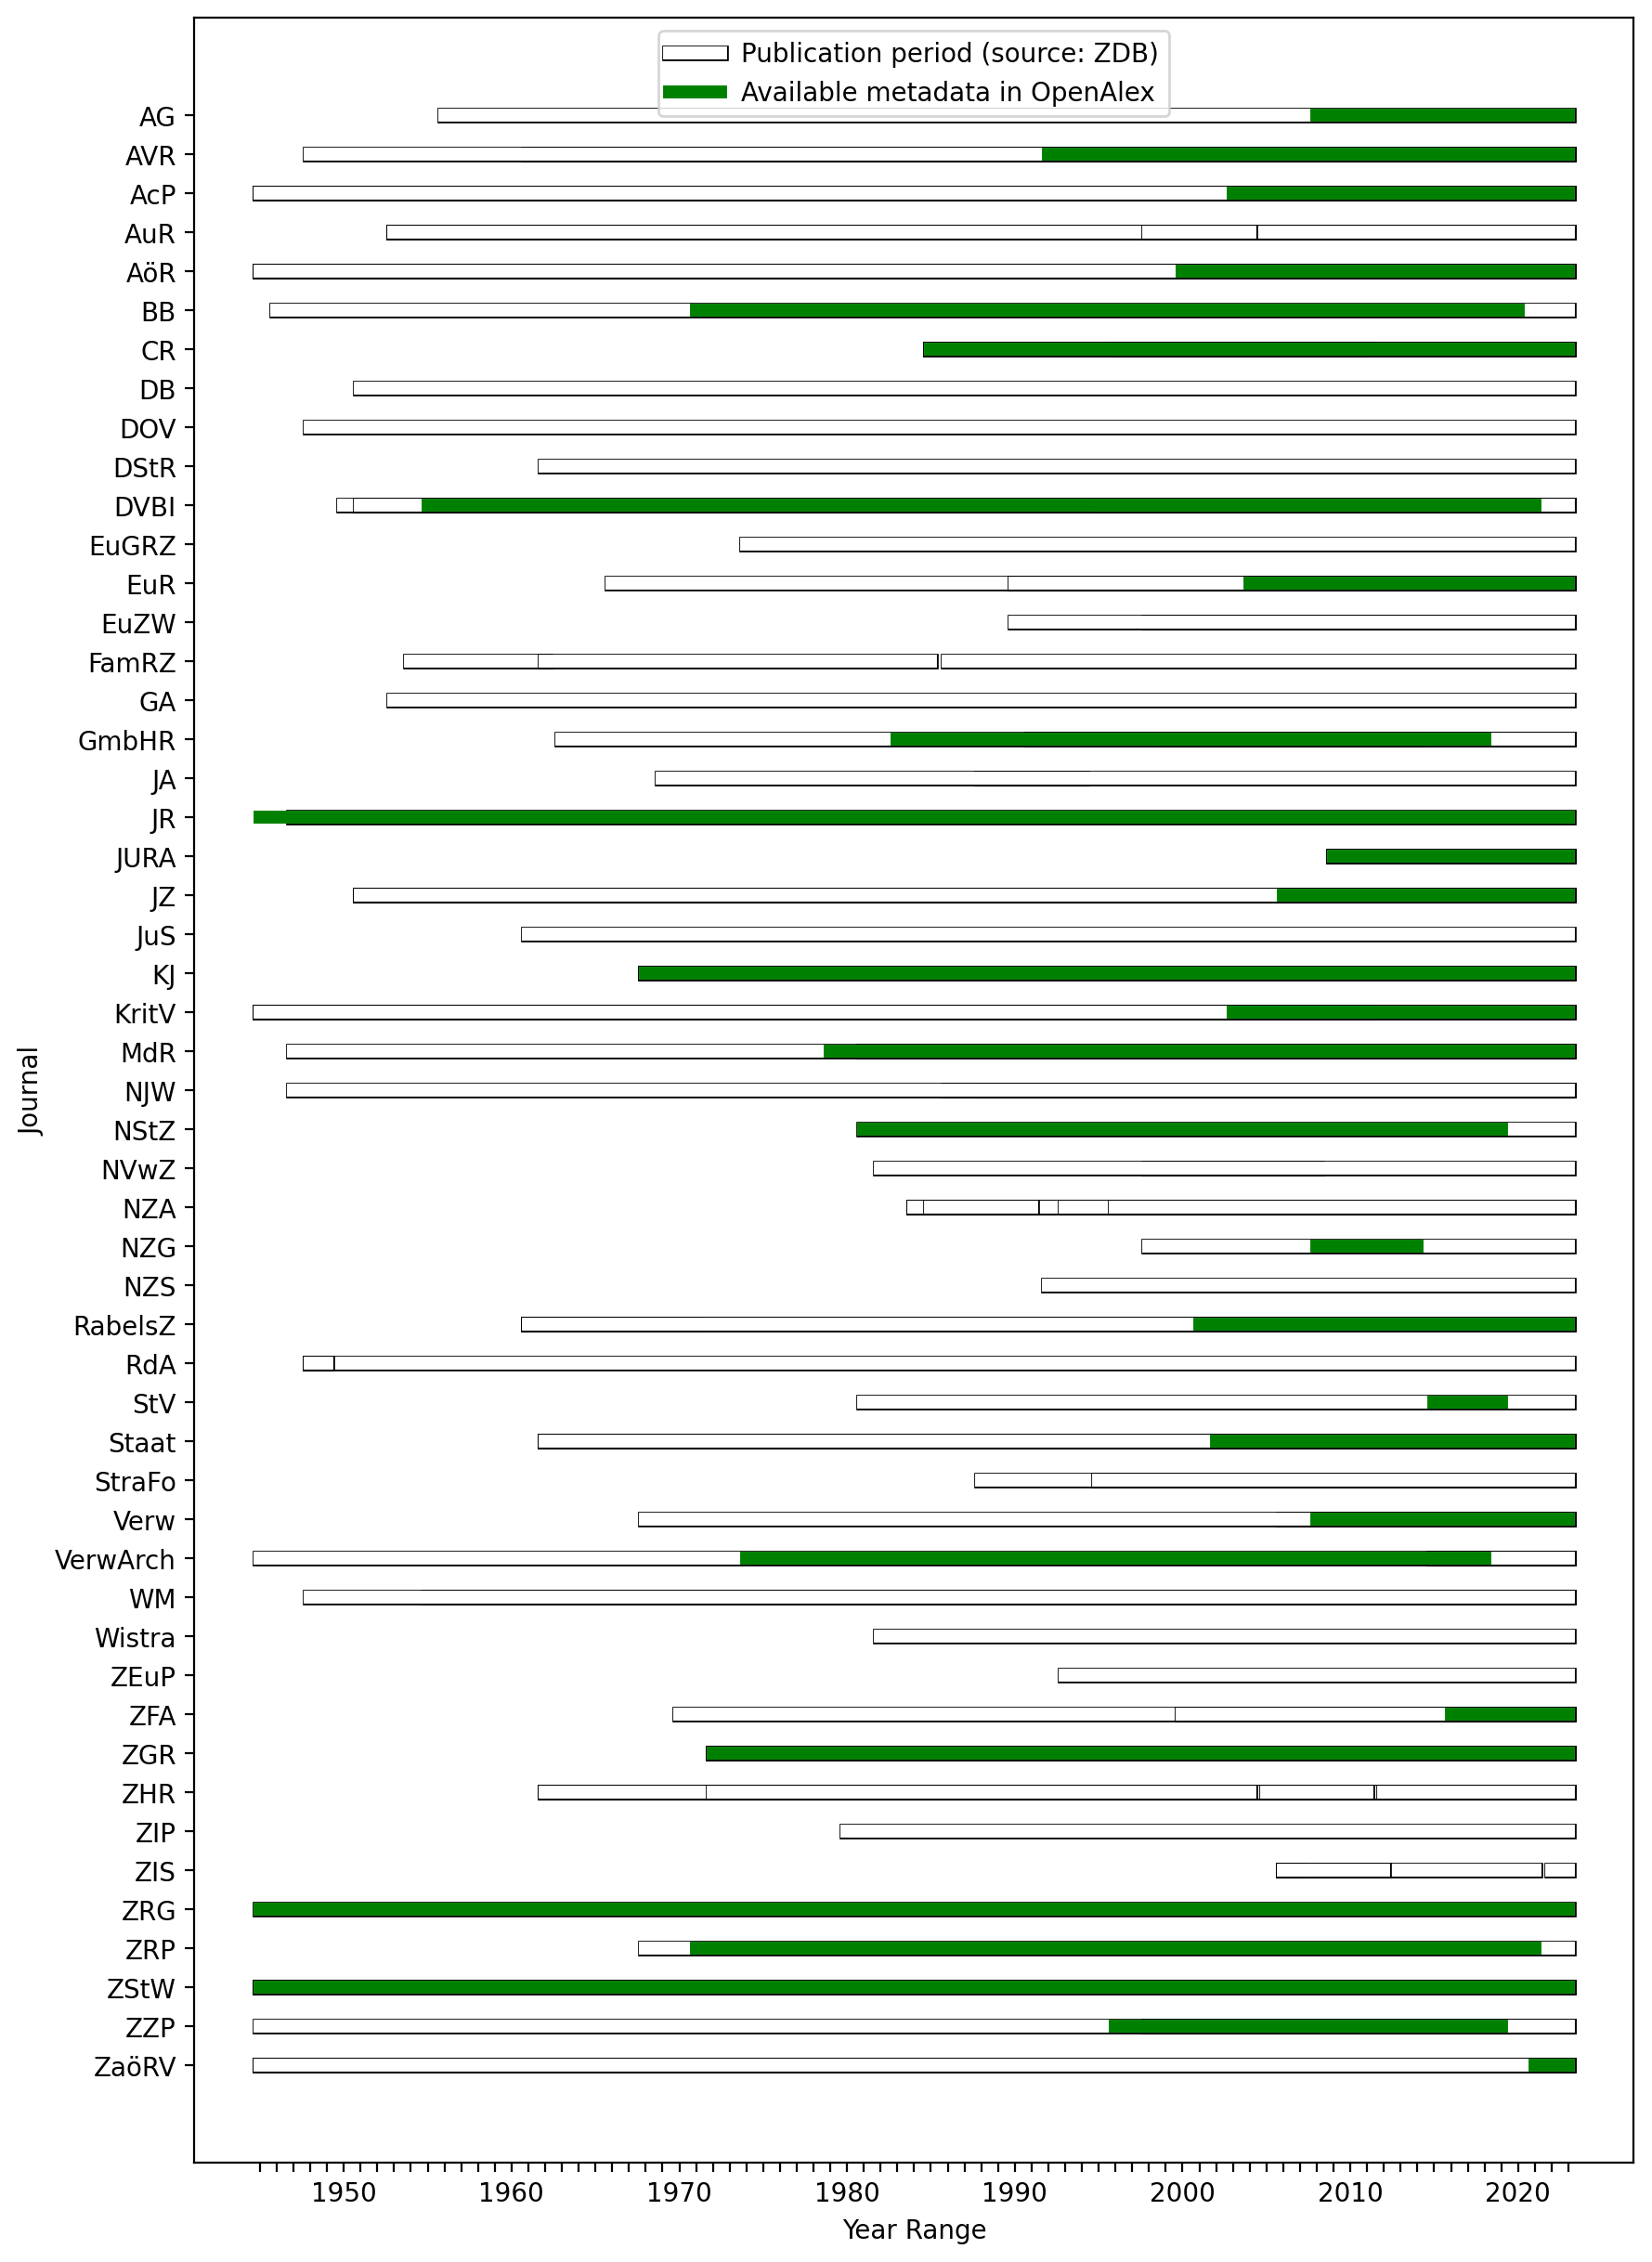 Publication period (source: ZDB)
Available metadata in OpenAlex
AG
AVR
AcP
AuR
AöR
BB
CR
DB
DOV
DStR
DVBI
EuGRZ
EuR
EuZW
FamRZ
GA
GmbHR
JA
JR
JURA
JZ
JuS
KJ
KritV
MdR
NJW
NStZ
NVwZ
NZA
NZG
NZS
RabelsZ
RdA
StV
Staat
StraFo
Verw
VerwArch
WM
Wistra
ZEuP
ZFA
ZGR
ZHR
ZIP
ZIS
ZRG
ZRP
ZStW
ZZP
ZaöRV
Journal
1950 1960 1970 1980 1990 2000 2010 2020
Year Range